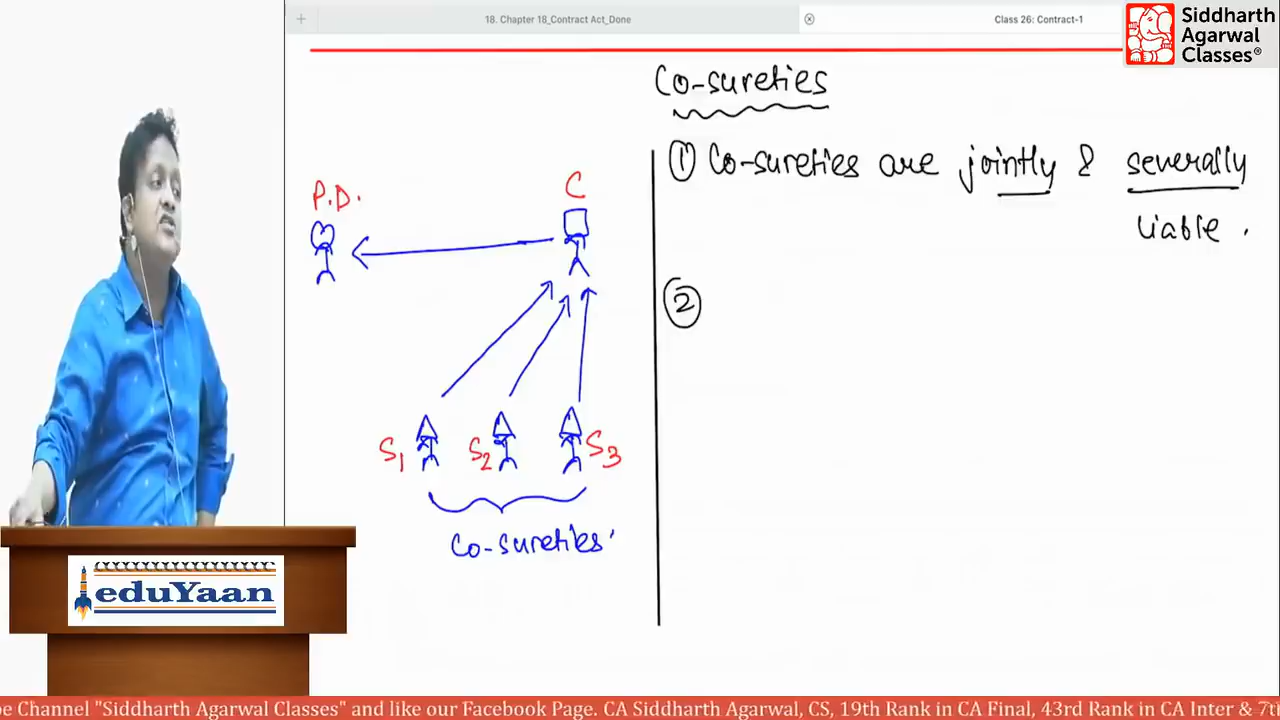 18. Chapter 18_Contract Act_Done
Class 26: Contract-1
Siddharth
Agarwal
Classes®
Co-sureties
① Co-sureties are jointly & severally
liable.
P.D.
C
②
S1
S2
S3
Co-sureties
eduYaan
be Channel "Siddharth Agarwal Classes" and like our Facebook Page. CA Siddharth Agarwal, CS, 19th Rank in CA Final, 43rd Rank in CA Inter & 7t